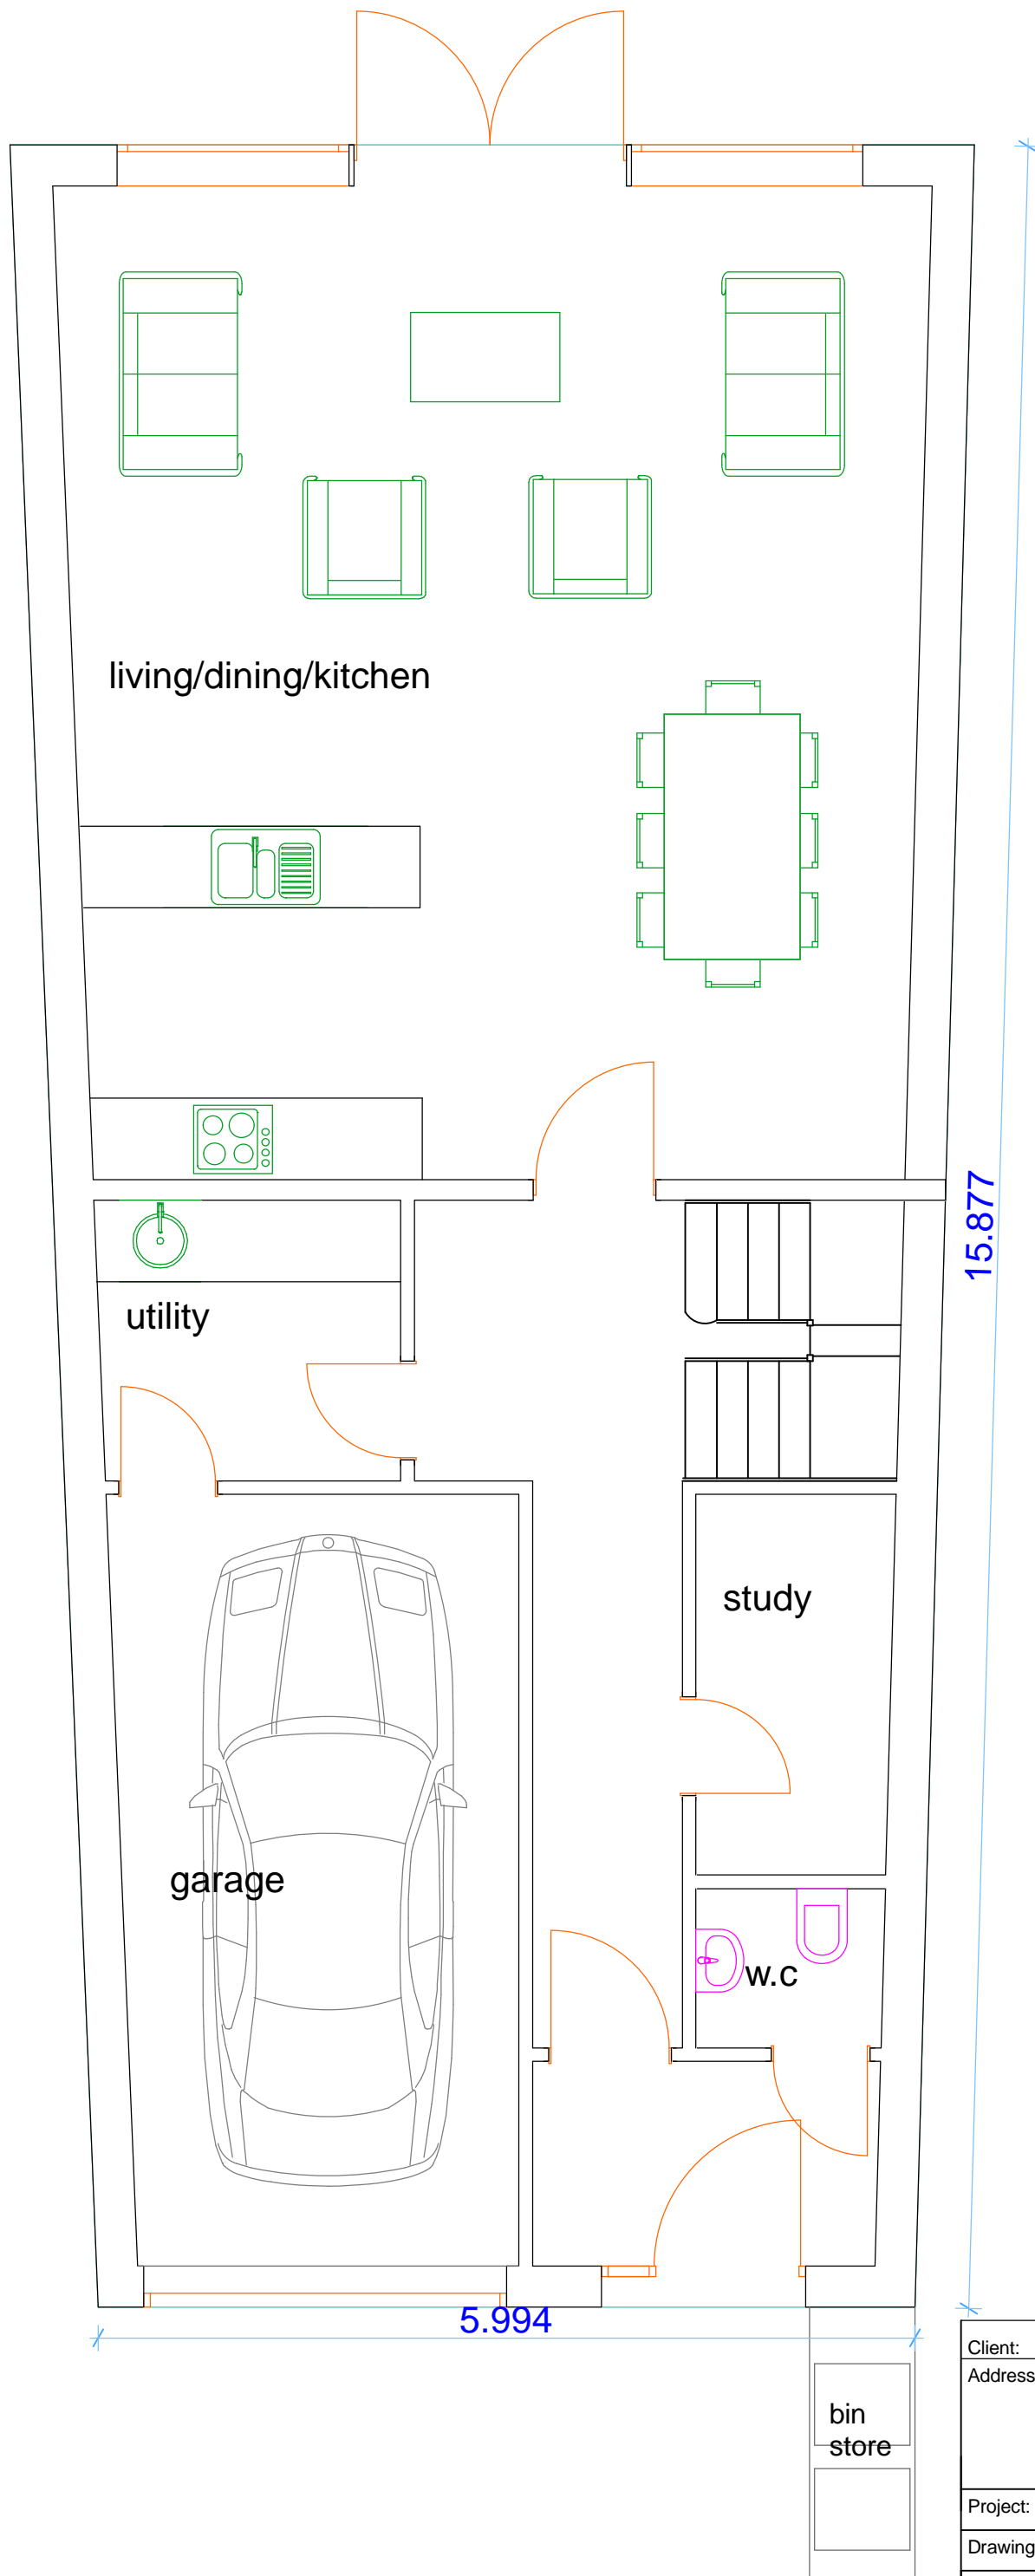 living/dining/kitchen
15.877
utility
study
garage
w.c
5.994
bin
store
Client:
Address
Project:
Drawing